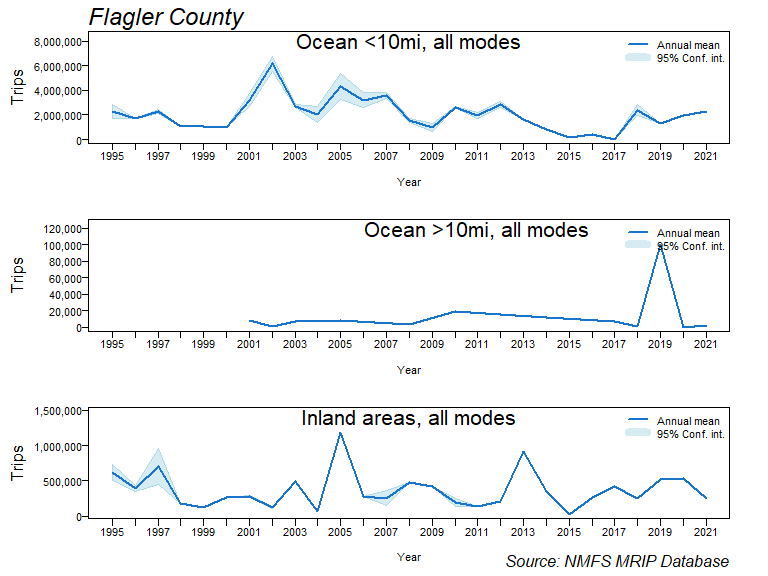 Flagler County
Ocean <10mi, all modes
Annual mean
95% Conf. int.
Trips
8,000,000
6,000,000
4,000,000
2,000,000
0
1995 1997 1999 2001 2003 2005 2007 2009 2011 2013 2015 2017 2019 2021
Year
Ocean >10mi, all modes
Annual mean
95% Conf. int.
Trips
120,000
100,000
80,000
60,000
40,000
20,000
0
1995 1997 1999 2001 2003 2005 2007 2009 2011 2013 2015 2017 2019 2021
Year
Inland areas, all modes
Annual mean
95% Conf. int.
Trips
1,500,000
1,000,000
500,000
0
1995 1997 1999 2001 2003 2005 2007 2009 2011 2013 2015 2017 2019 2021
Year
Source: NMFS MRIP Database